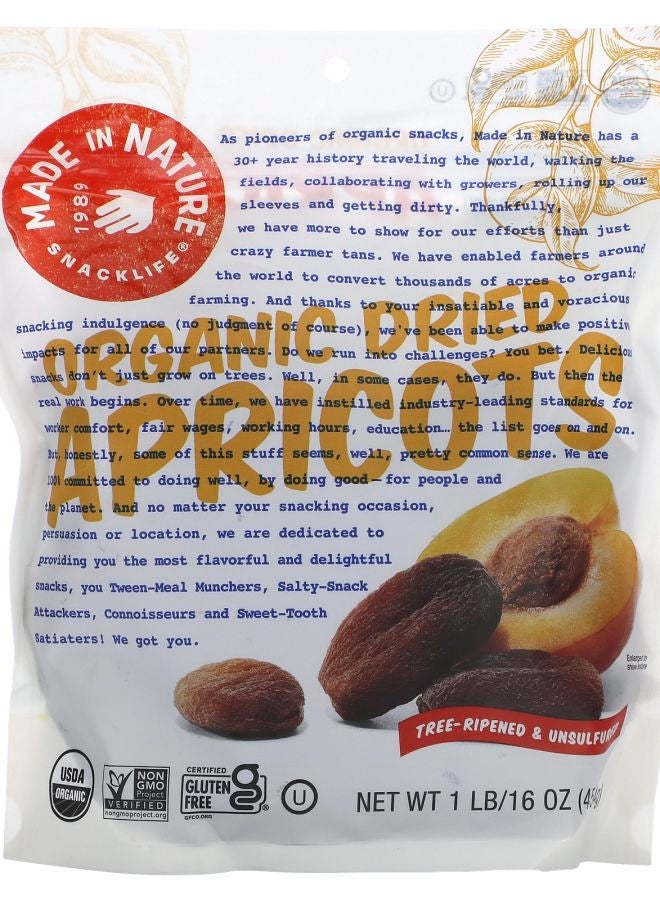 MADE IN NATURE
1989
SNACKLIFE®
As pioneers of organic snacks, Made in Nature has a
30+ year history traveling the world, walking the
fields, collaborating with growers, rolling up our
sleeves and getting dirty. Thankfully,
we have more to show for our efforts than just
crazy farmer tans. We have enabled farmers around
the world to convert thousands of acres to organic
farming. And thanks to your insatiable and voracious
snacking indulgence (no judgment of course), we've been able to make positiv
impacts for all of our partners. Do we run into challenges? You bet. Deliciou
snacks don't just grow on trees. Well, in some cases, they do. But then the
real work begins. Over time, we have instilled industry-leading standards for
worker comfort, fair wages, working hours, education… the list goes on and on.
But, honestly, some of this stuff seems, well, pretty common sense. We are
100% committed to doing well, by doing good—for people and
the planet. And no matter your snacking occasion,
persuasion or location, we are dedicated to
providing you the most flavorful and delightful
snacks, you Tween-Meal Munchers, Salty-Snack
Attackers, Connoisseurs and Sweet-Tooth
Satiaters! We got you.
ORGANIC DRIED
APRICOTS
Enlarged to
show
TREE-RIPENED & UNSULFURED
USDA
ORGANIC
NON
GMO
Project
VERIFIED
nongmoproject.org
CERTIFIED
GLUTEN
FREE
GFCO.ORG
U
NET WT 1 LB/16 OZ (454g)